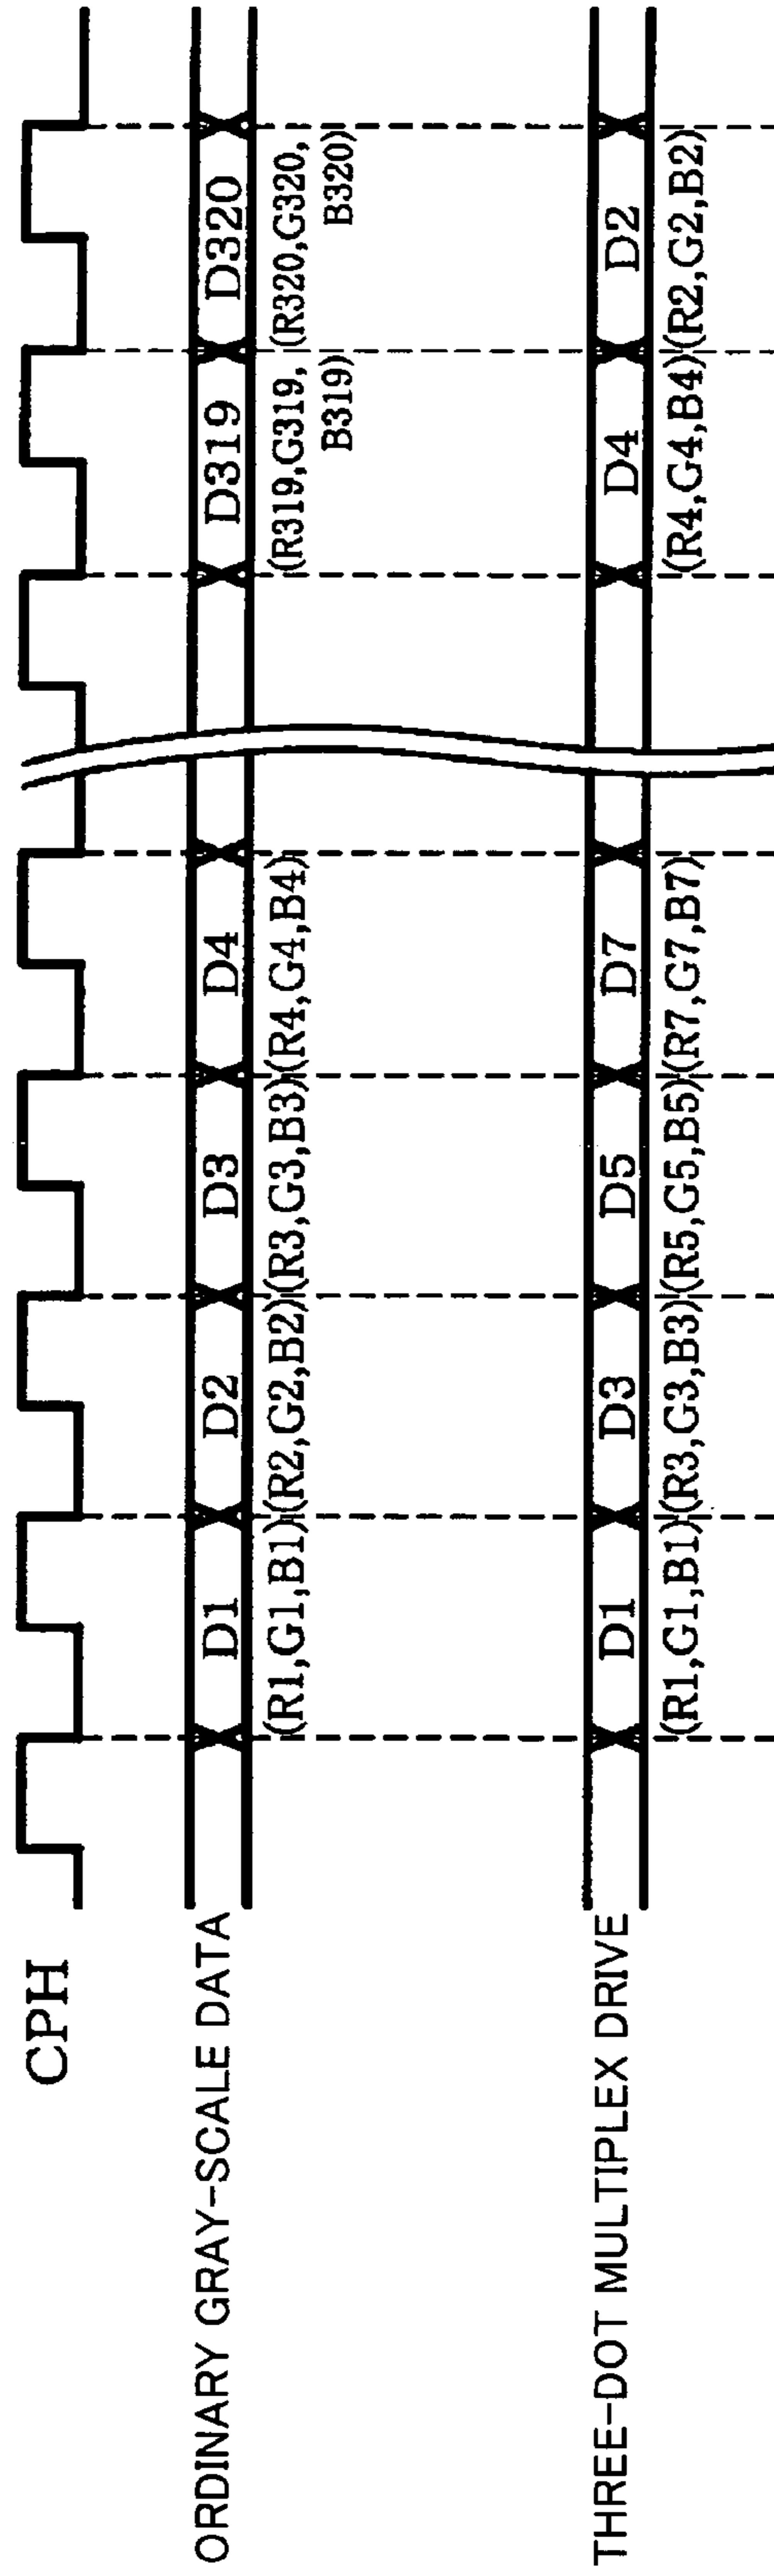 CPH
ORDINARY GRAY-SCALE DATA
D1 D2 D3 D4 D319 D320
(R1,G1,B1) (R2,G2,B2) (R3,G3,B3) (R4,G4,B4) (R319,G319, B319) (R320,G320, B320)
THREE-DOT MULTIPLEX DRIVE
D1 D3 D5 D7 D4 D2
(R1,G1,B1) (R3,G3,B3) (R5,G5,B5) (R7,G7,B7) (R4,G4,B4) (R2,G2,B2)